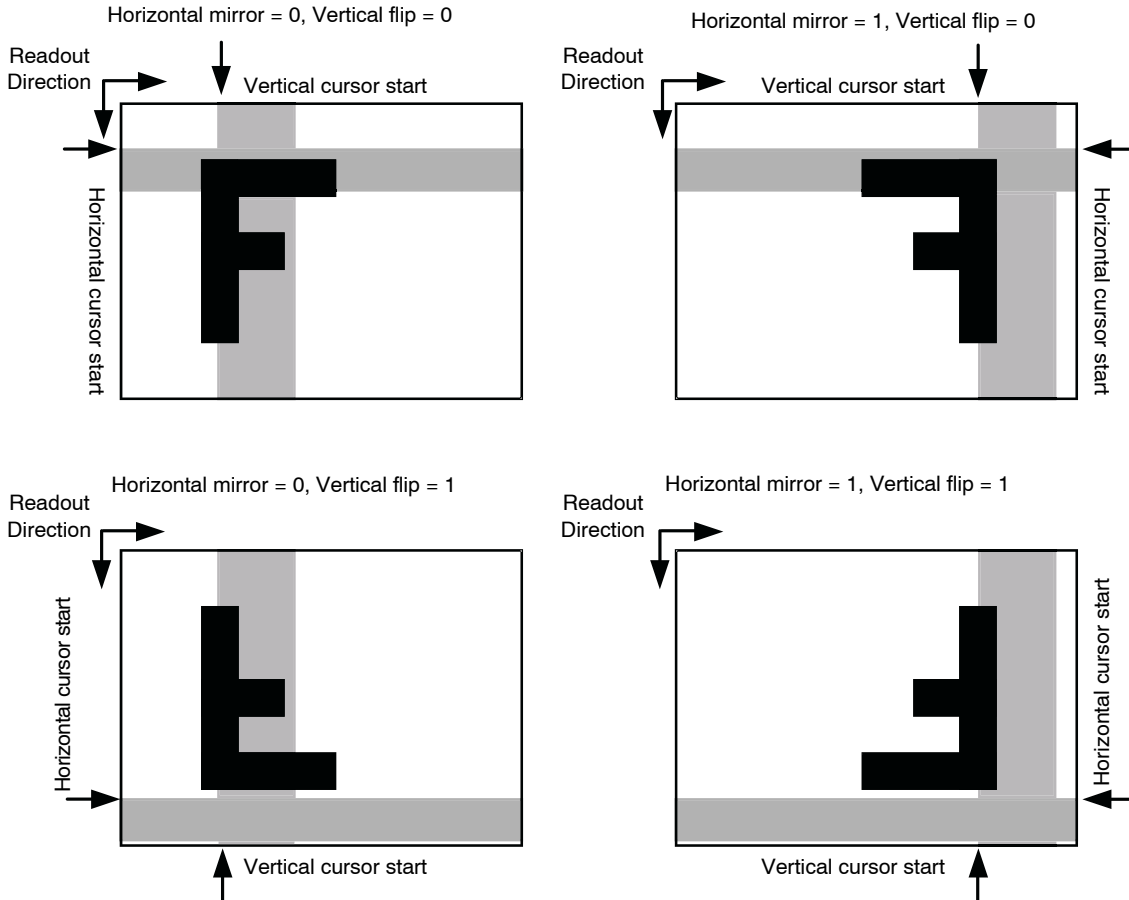 Horizontal mirror = 0, Vertical flip = 0
Readout
Direction
Vertical cursor start
Horizontal cursor start
Horizontal mirror = 1, Vertical flip = 0
Readout
Direction
Vertical cursor start
Horizontal cursor start
Horizontal mirror = 0, Vertical flip = 1
Readout
Direction
Horizontal cursor start
Vertical cursor start
Horizontal mirror = 1, Vertical flip = 1
Readout
Direction
Horizontal cursor start
Vertical cursor start